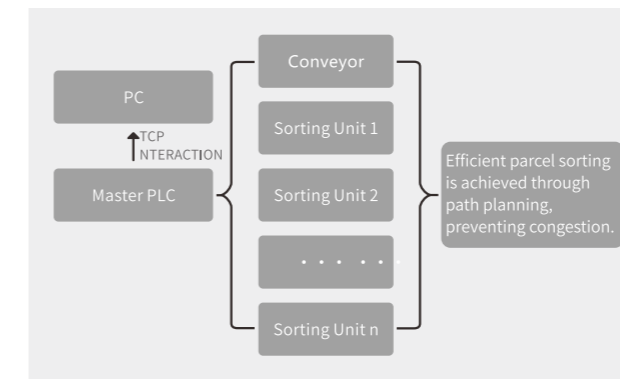 Conveyor
PC
Sorting Unit 1
TCP
NTERACTION
Efficient parcel sorting
is achieved through
path planning,
preventing congestion.
Master PLC
Sorting Unit 2
· · · · · ·
Sorting Unit n